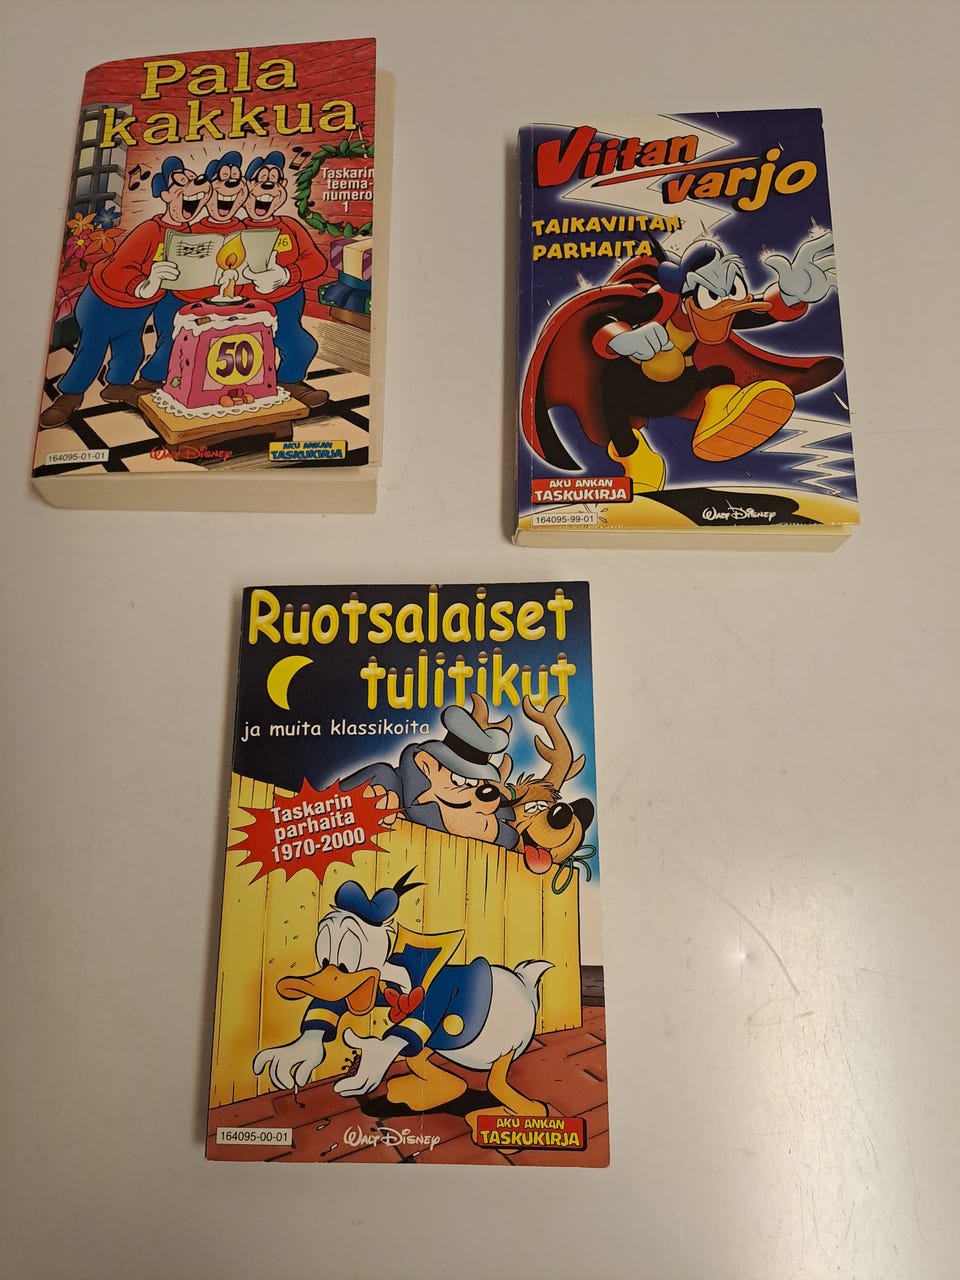 Pala
kakkua
Taskarin
teema-
numero
1
50
164095-01-01
Walt Disney
AKU ANKAN
TASKUKIRJA
Viitan
varjo
TAIKAVIITAN
PARHAITA
AKU ANKAN
TASKUKIRJA
164095-99-01
Walt Disney
Ruotsalaiset
tulitikut
ja muita klassikoita
Taskarin
parhaita
1970-2000
164095-00-01
Walt Disney
AKU ANKAN
TASKUKIRJA